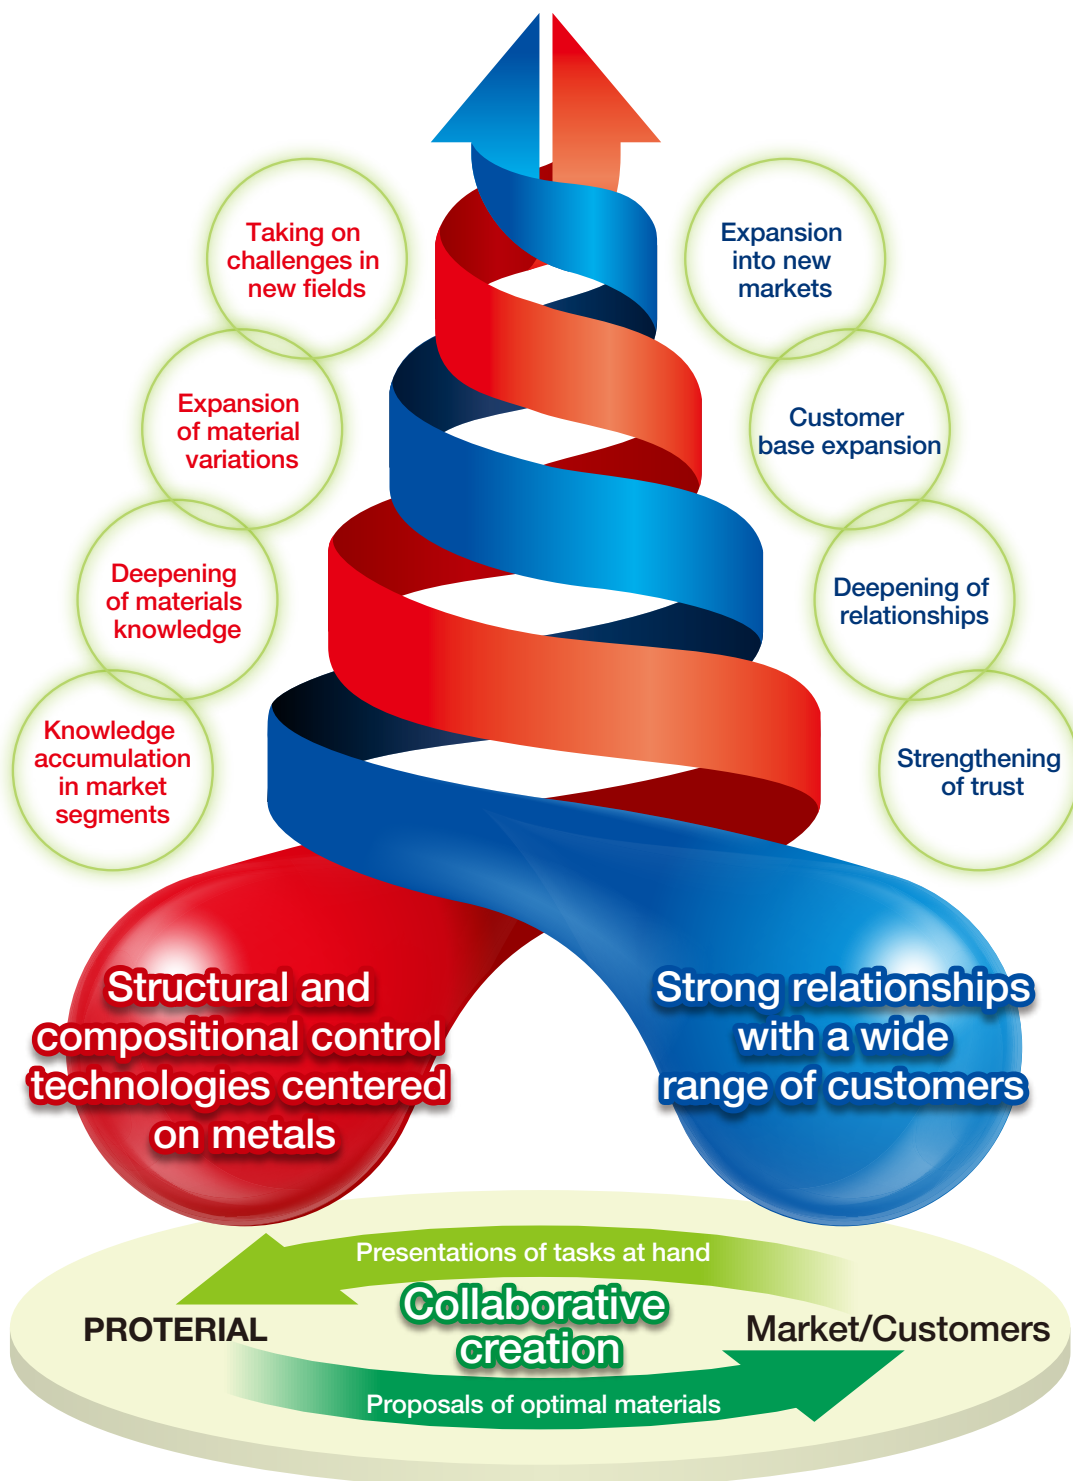 Taking on
challenges in
new fields
Expansion
into new
markets
Expansion
of material
variations
Customer
base expansion
Deepening
of materials
knowledge
Deepening of
relationships
Knowledge
accumulation
in market
segments
Strengthening
of trust
Structural and
compositional control
technologies centered
on metals
Strong relationships
with a wide
range of customers
Presentations of tasks at hand
PROTERIAL
Collaborative
creation
Market/Customers
Proposals of optimal materials